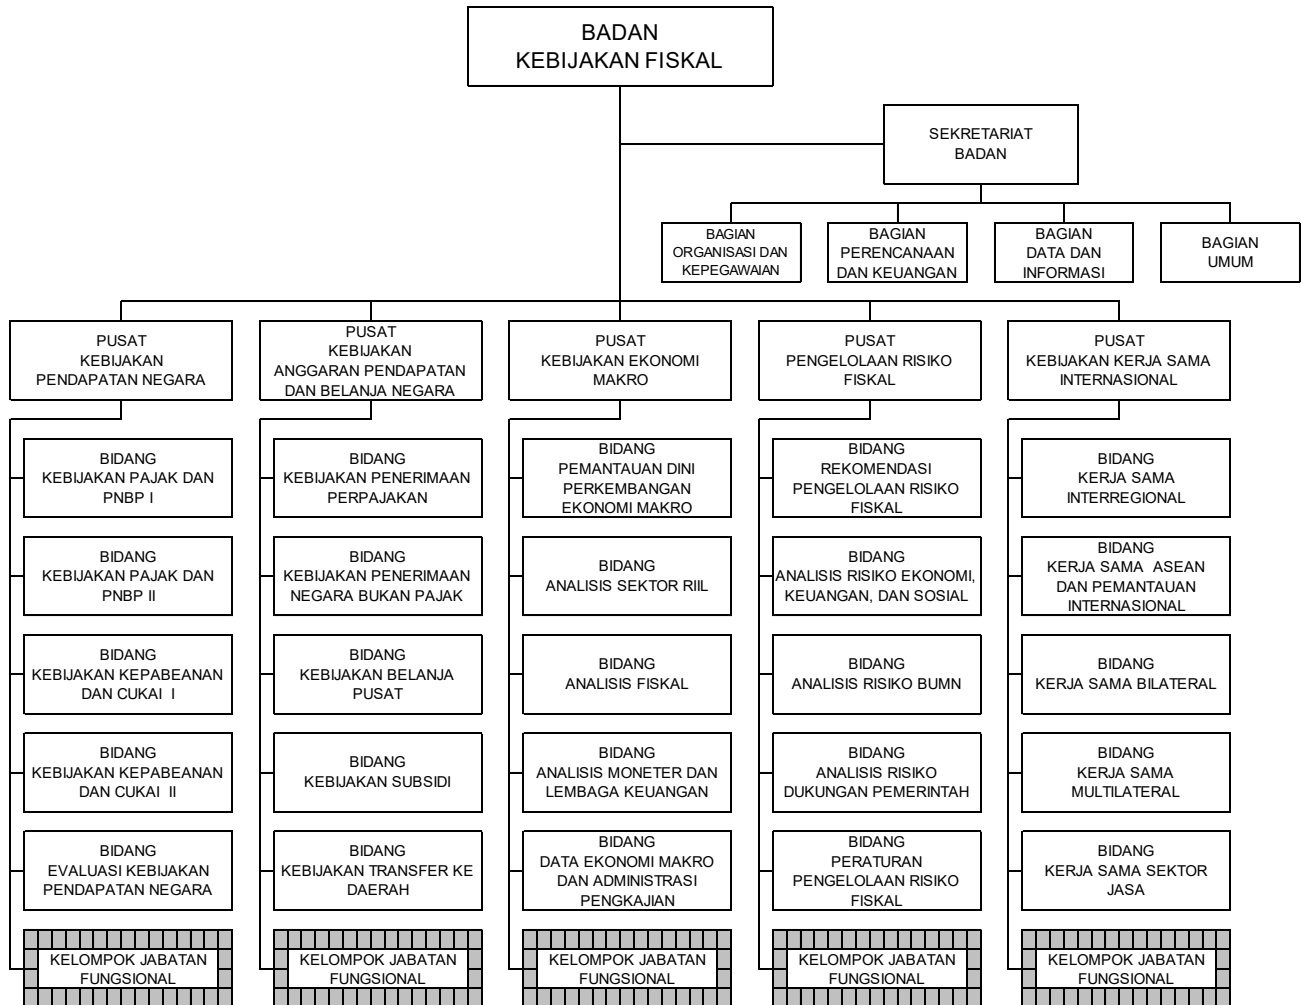 BADAN
KEBIJAKAN FISKAL
SEKRETARIAT
BADAN
BAGIAN
ORGANISASI DAN
KEPEGAWAIAN
BAGIAN
PERENCANAAN
DAN KEUANGAN
BAGIAN
DATA DAN
INFORMASI
BAGIAN
UMUM
PUSAT
KEBIJAKAN
PENDAPATAN NEGARA
PUSAT
KEBIJAKAN
ANGGARAN PENDAPATAN
DAN BELANJA NEGARA
PUSAT
KEBIJAKAN EKONOMI
MAKRO
PUSAT
PENGELOLAAN RISIKO
FISKAL
PUSAT
KEBIJAKAN KERJA SAMA
INTERNASIONAL
BIDANG
KEBIJAKAN PAJAK DAN
PNBP I
BIDANG
KEBIJAKAN PENERIMAAN
PERPAJAKAN
BIDANG
PEMANTAUAN DINI
PERKEMBANGAN
EKONOMI MAKRO
BIDANG
REKOMENDASI
PENGELOLAAN RISIKO
FISKAL
BIDANG
KERJA SAMA
INTERREGIONAL
BIDANG
KEBIJAKAN PAJAK DAN
PNBP II
BIDANG
KEBIJAKAN PENERIMAAN
NEGARA BUKAN PAJAK
BIDANG
ANALISIS SEKTOR RIIL
BIDANG
ANALISIS RISIKO EKONOMI,
KEUANGAN, DAN SOSIAL
BIDANG
KERJA SAMA ASEAN
DAN PEMANTAUAN
INTERNASIONAL
BIDANG
KEBIJAKAN KEPABEANAN
DAN CUKAI I
BIDANG
KEBIJAKAN BELANJA
PUSAT
BIDANG
ANALISIS FISKAL
BIDANG
ANALISIS RISIKO BUMN
BIDANG
KERJA SAMA BILATERAL
BIDANG
KEBIJAKAN KEPABEANAN
DAN CUKAI II
BIDANG
KEBIJAKAN SUBSIDI
BIDANG
ANALISIS MONETER DAN
LEMBAGA KEUANGAN
BIDANG
ANALISIS RISIKO
DUKUNGAN PEMERINTAH
BIDANG
KERJA SAMA
MULTILATERAL
BIDANG
EVALUASI KEBIJAKAN
PENDAPATAN NEGARA
BIDANG
KEBIJAKAN TRANSFER KE
DAERAH
BIDANG
DATA EKONOMI MAKRO
DAN ADMINISTRASI
PENGKAJIAN
BIDANG
PERATURAN
PENGELOLAAN RISIKO
FISKAL
BIDANG
KERJA SAMA SEKTOR
JASA
KELOMPOK JABATAN
FUNGSIONAL
KELOMPOK JABATAN
FUNGSIONAL
KELOMPOK JABATAN
FUNGSIONAL
KELOMPOK JABATAN
FUNGSIONAL
KELOMPOK JABATAN
FUNGSIONAL